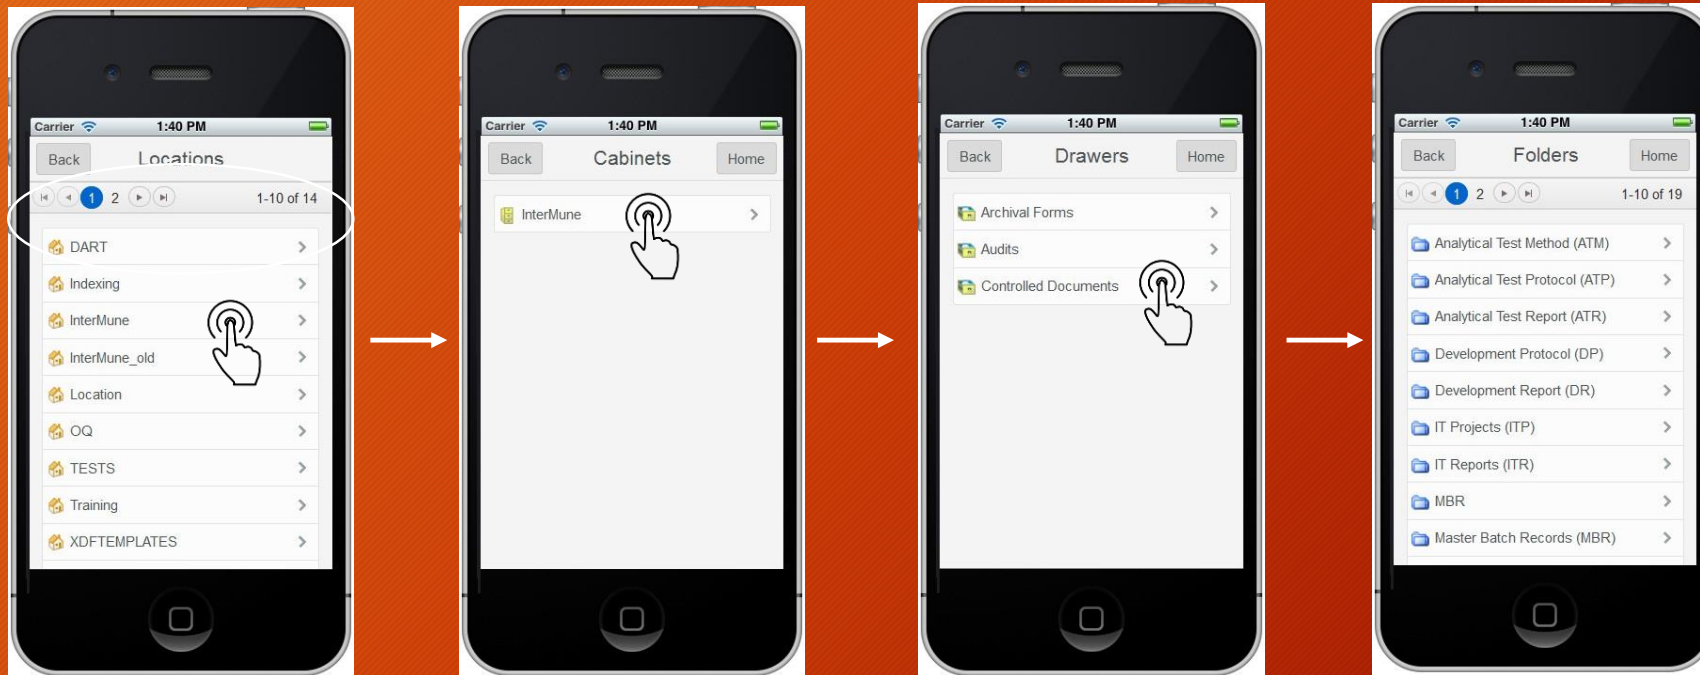 Carrier 1:40 PM
Back Locations
1 2 1-10 of 14
DART
Indexing
InterMune
InterMune_old
Location
OQ
TESTS
Training
XDFTEMPLATES
Carrier 1:40 PM
Back Cabinets Home
InterMune
Carrier 1:40 PM
Back Drawers Home
Archival Forms
Audits
Controlled Documents
Carrier 1:40 PM
Back Folders Home
1 2 1-10 of 19
Analytical Test Method (ATM)
Analytical Test Protocol (ATP)
Analytical Test Report (ATR)
Development Protocol (DP)
Development Report (DR)
IT Projects (ITP)
IT Reports (ITR)
MBR
Master Batch Records (MBR)